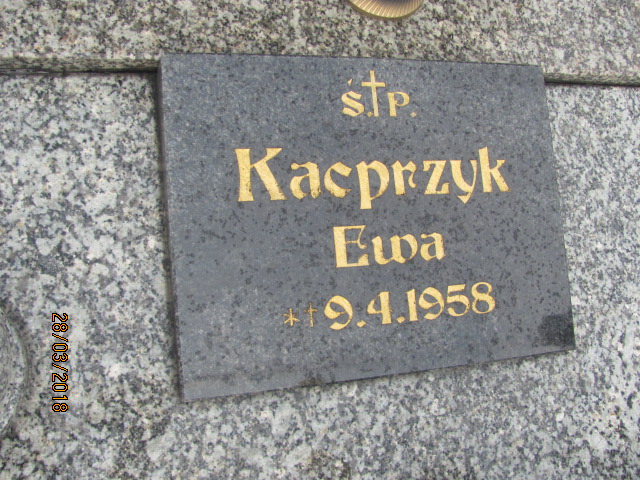 Ś.†P.
Kacprzyk
Ewa
*† 9.4.1958
28/03/2018